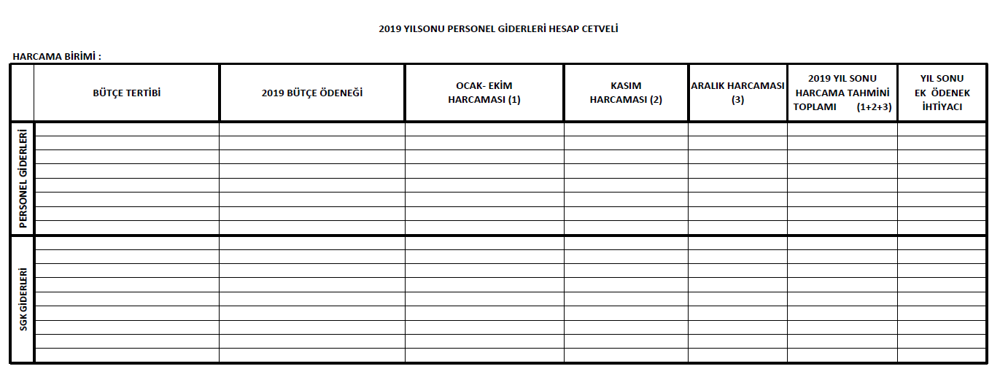 2019 YILSONU PERSONEL GİDERLERİ HESAP CETVELİ
HARCAMA BİRİMİ :
BÜTÇE TERTİBİ
2019 BÜTÇE ÖDENEĞİ
OCAK- EKİM
HARCAMASI (1)
KASIM
HARCAMASI (2)
ARALIK HARCAMASI
(3)
2019 YIL SONU
HARCAMA TAHMİNİ
TOPLAMI (1+2+3)
YIL SONU
EK ÖDENEK
İHTİYACI
PERSONEL GİDERLERİ
SGK GİDERLERİ